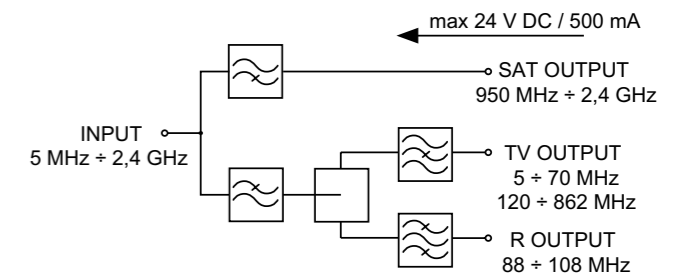 max 24 V DC / 500 mA
SAT OUTPUT
950 MHz ÷ 2,4 GHz
INPUT
5 MHz ÷ 2,4 GHz
TV OUTPUT
5 ÷ 70 MHz
120 ÷ 862 MHz
R OUTPUT
88 ÷ 108 MHz